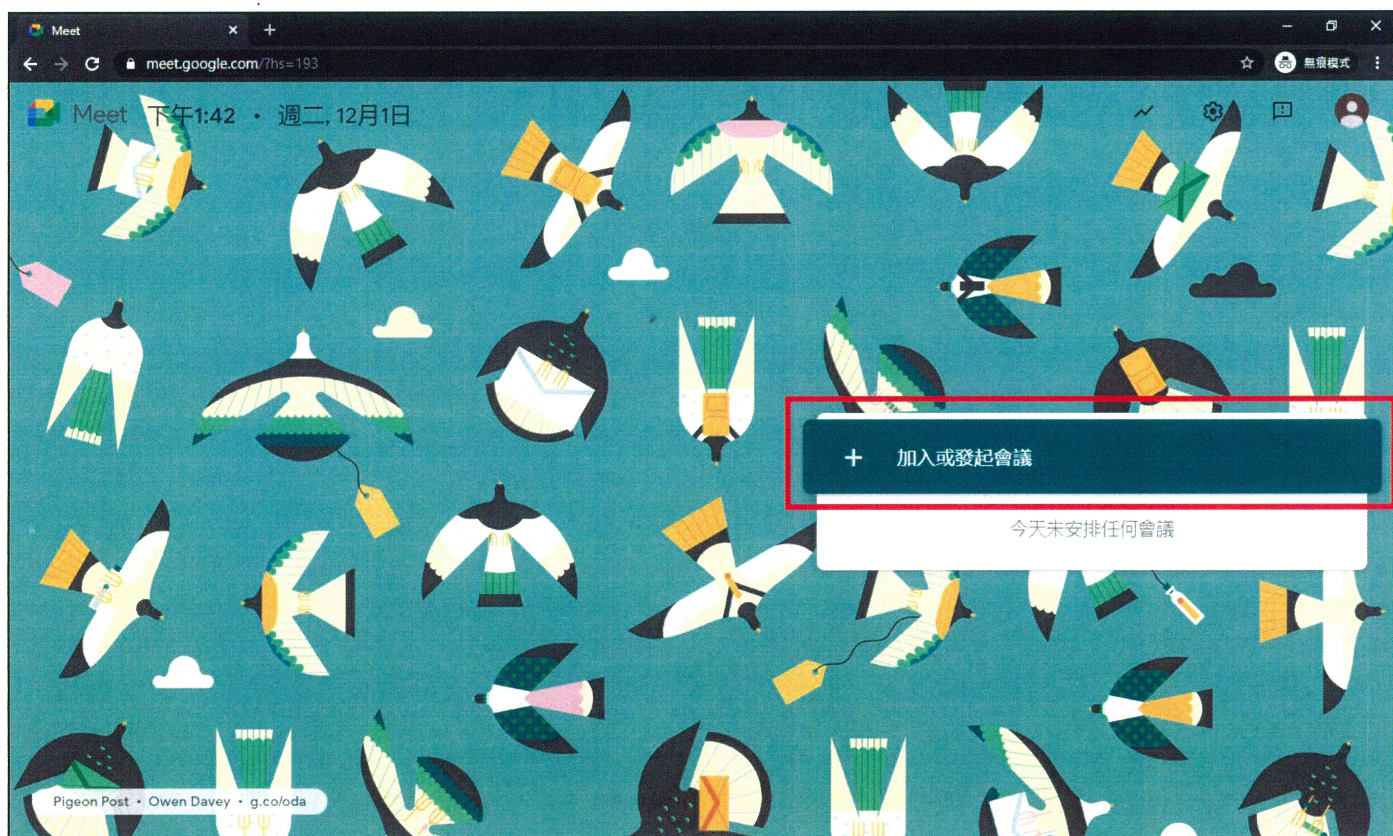 Meet
meet.google.com/?hs=193
無痕模式
Meet 下午1:42 • 週二, 12月1日
+ 加入或發起會議
今天未安排任何會議
Pigeon Post • Owen Davey • g.co/oda